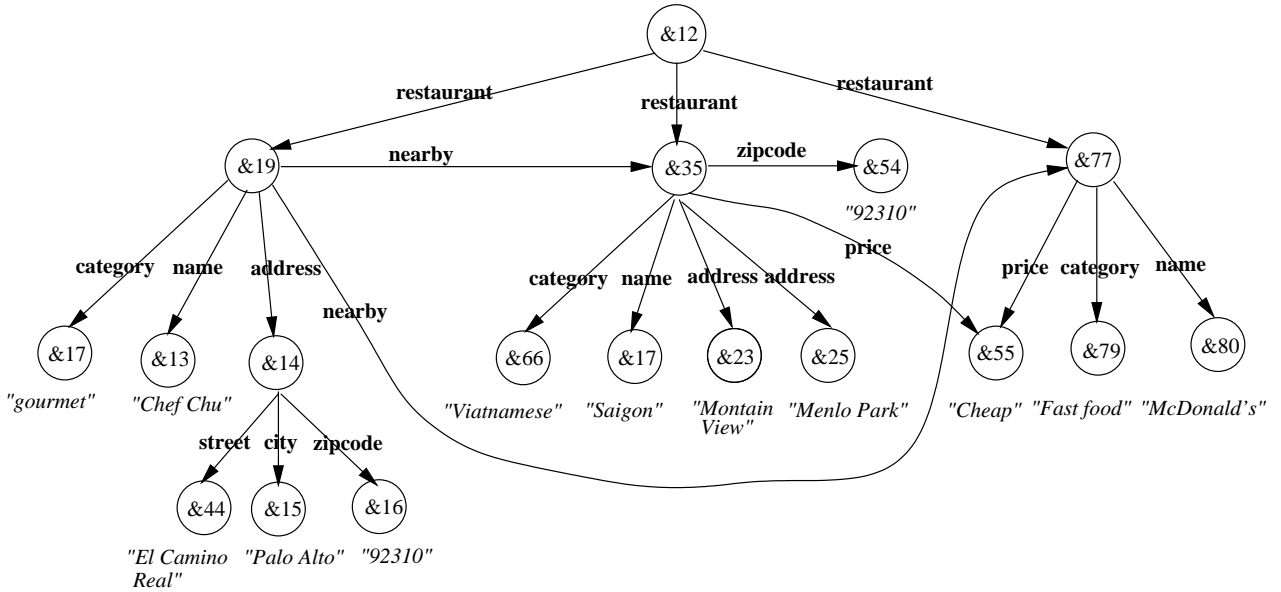 &12
restaurant
restaurant
restaurant
&19
nearby
&35
zipcode
&54
&77
"92310"
category
name
address
nearby
category
name
address
address
price
price
category
name
&17
&13
&14
&66
&17
&23
&25
&55
&79
&80
"gourmet"
"Chef Chu"
"Viatnamese"
"Saigon"
"Montain
View"
"Menlo Park"
"Cheap"
"Fast food"
"McDonald's"
street
city
zipcode
&44
&15
&16
"El Camino
Real"
"Palo Alto"
"92310"